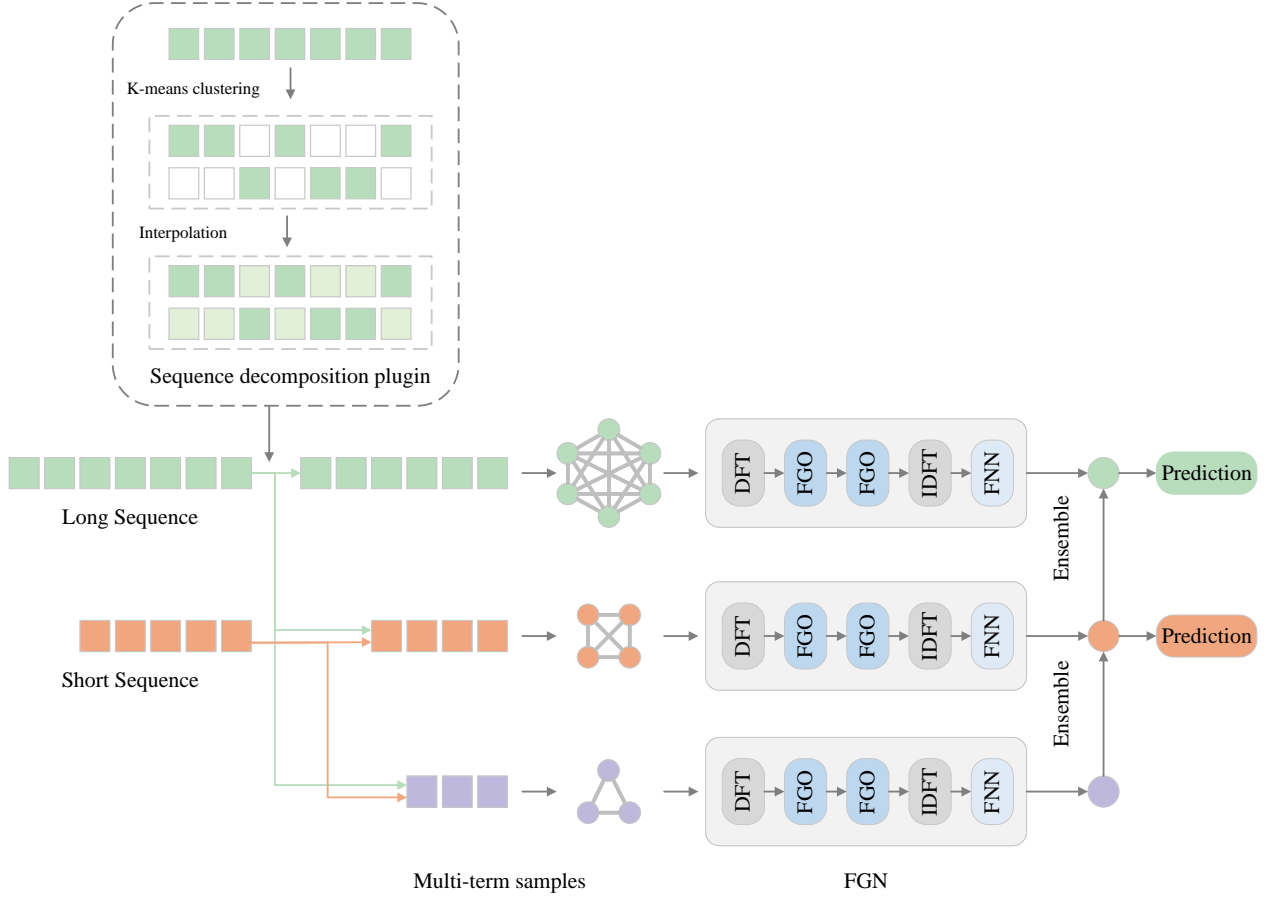 K-means clustering
Interpolation
Sequence decomposition plugin
Long Sequence
DFT
FGO
FGO
IDFT
FNN
Prediction
Ensemble
Short Sequence
DFT
FGO
FGO
IDFT
FNN
Prediction
Ensemble
DFT
FGO
FGO
IDFT
FNN
Multi-term samples
FGN